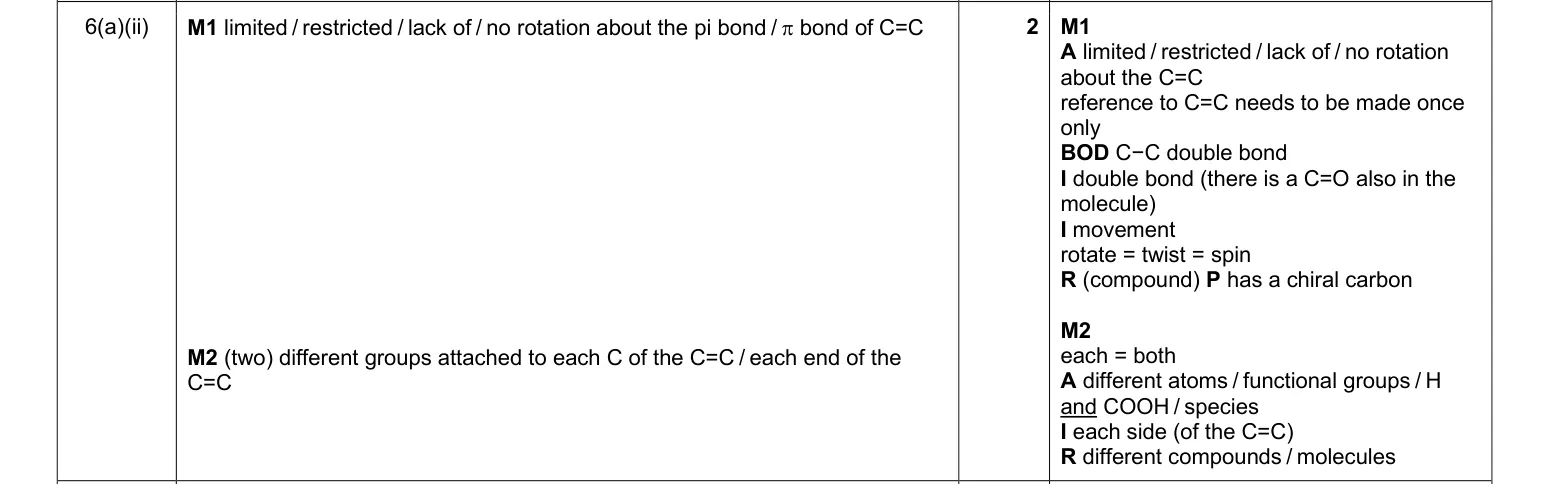 6(a)(ii)
M1 limited / restricted / lack of / no rotation about the pi bond / π bond of C=C
M2 (two) different groups attached to each C of the C=C / each end of the
C=C
2
M1
A limited / restricted / lack of / no rotation
about the C=C
reference to C=C needs to be made once
only
BOD C−C double bond
I double bond (there is a C=O also in the
molecule)
I movement
rotate = twist = spin
R (compound) P has a chiral carbon
M2
each = both
A different atoms / functional groups / H
and COOH / species
I each side (of the C=C)
R different compounds / molecules